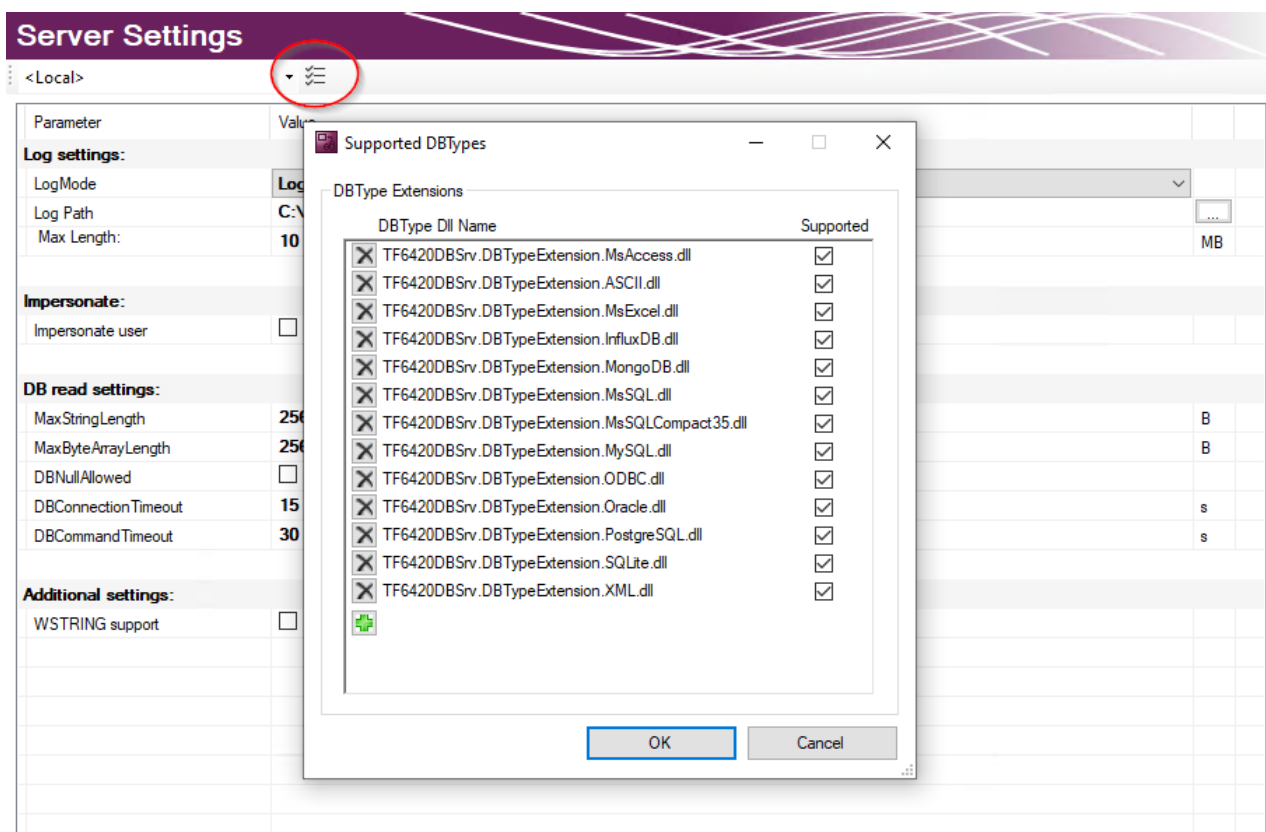 Server Settings
<Local>
Parameter
Log settings:
LogMode
Log Path
C:\
Max Length:
10
MB
...
Impersonate:
Impersonate user
DB read settings:
MaxStringLength
256
B
MaxByteArrayLength
256
B
DBNullAllowed
DBConnectionTimeout
15
s
DBCommandTimeout
30
s
Additional settings:
WSTRING support
Supported DBTypes
DBType Extensions
DBType Dll Name Supported
TF6420DBSrv.DBTypeExtension.MsAccess.dll
TF6420DBSrv.DBTypeExtension.ASCII.dll
TF6420DBSrv.DBTypeExtension.MsExcel.dll
TF6420DBSrv.DBTypeExtension.InfluxDB.dll
TF6420DBSrv.DBTypeExtension.MongoDB.dll
TF6420DBSrv.DBTypeExtension.MsSQL.dll
TF6420DBSrv.DBTypeExtension.MsSQLCompact35.dll
TF6420DBSrv.DBTypeExtension.MySQL.dll
TF6420DBSrv.DBTypeExtension.ODBC.dll
TF6420DBSrv.DBTypeExtension.Oracle.dll
TF6420DBSrv.DBTypeExtension.PostgreSQL.dll
TF6420DBSrv.DBTypeExtension.SQLite.dll
TF6420DBSrv.DBTypeExtension.XML.dll
OK Cancel